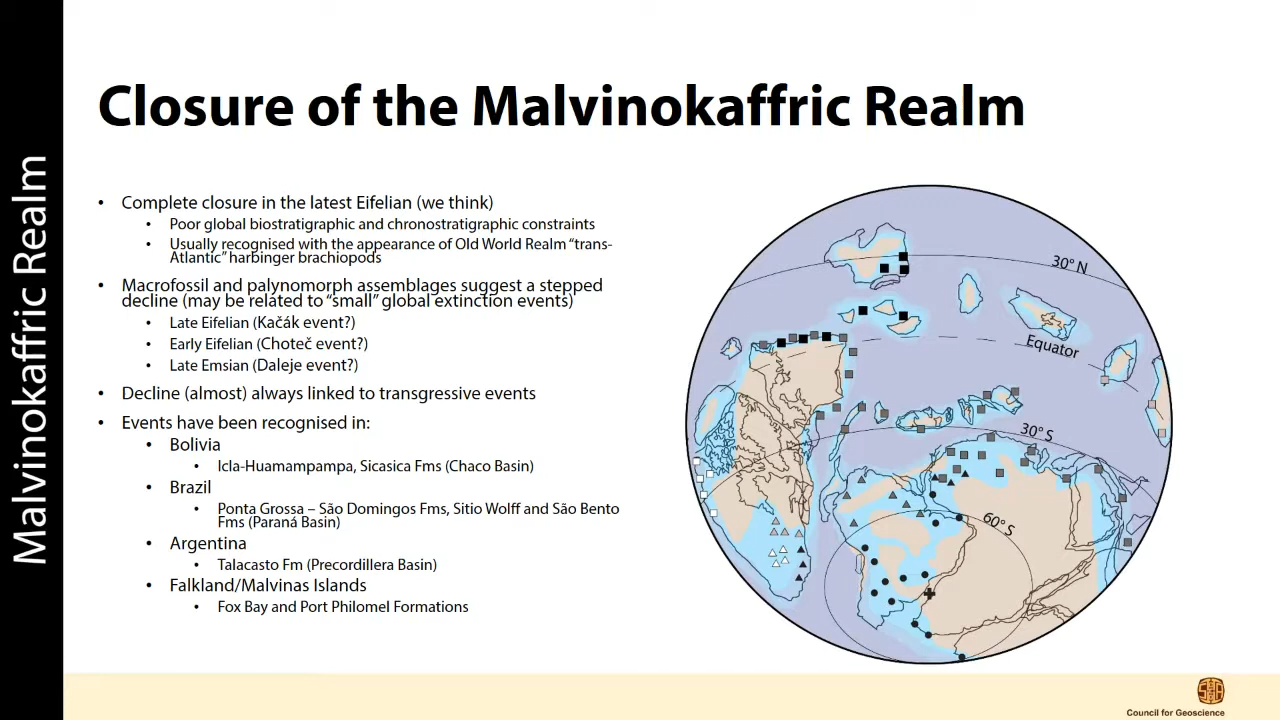 Malvinokaffric Realm
Closure of the Malvinokaffric Realm
• Complete closure in the latest Eifelian (we think)
• Poor global biostratigraphic and chronostratigraphic constraints
• Usually recognised with the appearance of Old World Realm “trans-
Atlantic” harbinger brachiopods
• Macrofossil and palynomorph assemblages suggest a stepped
decline (may be related to “small” global extinction events)
• Late Eifelian (Kačák event?)
• Early Eifelian (Choteč event?)
• Late Emsian (Daleje event?)
• Decline (almost) always linked to transgressive events
• Events have been recognised in:
• Bolivia
• Icla-Huamampampa, Sicasica Fms (Chaco Basin)
• Brazil
• Ponta Grossa – São Domingos Fms, Sitio Wolff and São Bento
Fms (Paraná Basin)
• Argentina
• Talacasto Fm (Precordillera Basin)
• Falkland/Malvinas Islands
• Fox Bay and Port Philomel Formations
30° N
Equator
30° S
60° S
Council for Geoscience